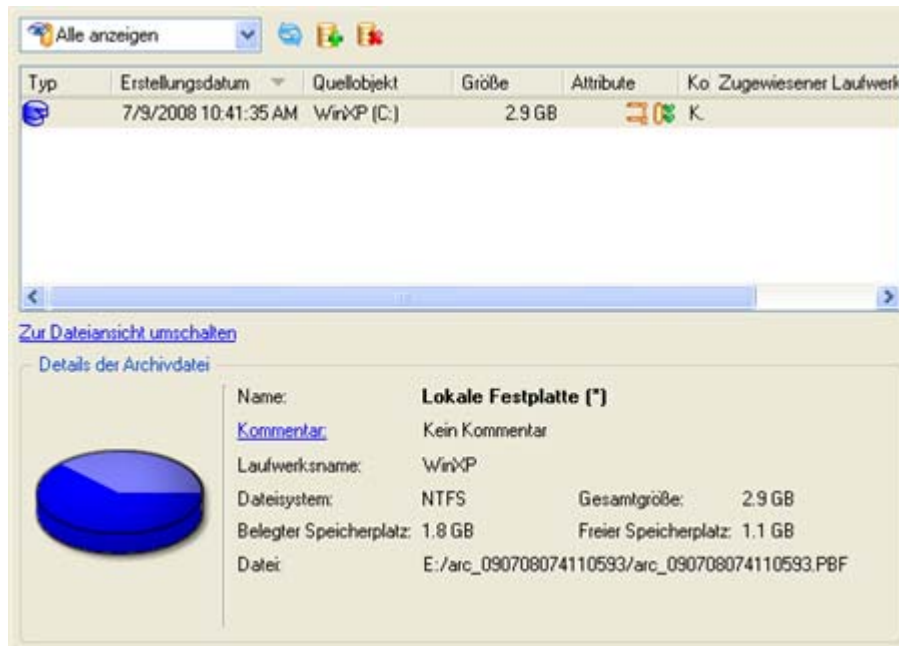 Alle anzeigen
Typ Erstellungsdatum Quellobjekt Größe Attribute Ko Zugewiesener Laufwerk
7/9/2008 10:41:35 AM WinXP (C:) 2.9 GB K.
Zur Dateiansicht umschalten
Details der Archivdatei
Name: Lokale Festplatte (*)
Kommentar: Kein Kommentar
Laufwerksname: WinXP
Dateisystem: NTFS Gesamtgröße: 2.9 GB
Belegter Speicherplatz: 1.8 GB Freier Speicherplatz: 1.1 GB
Datei: E:/arc_090708074110593/arc_090708074110593.PBF